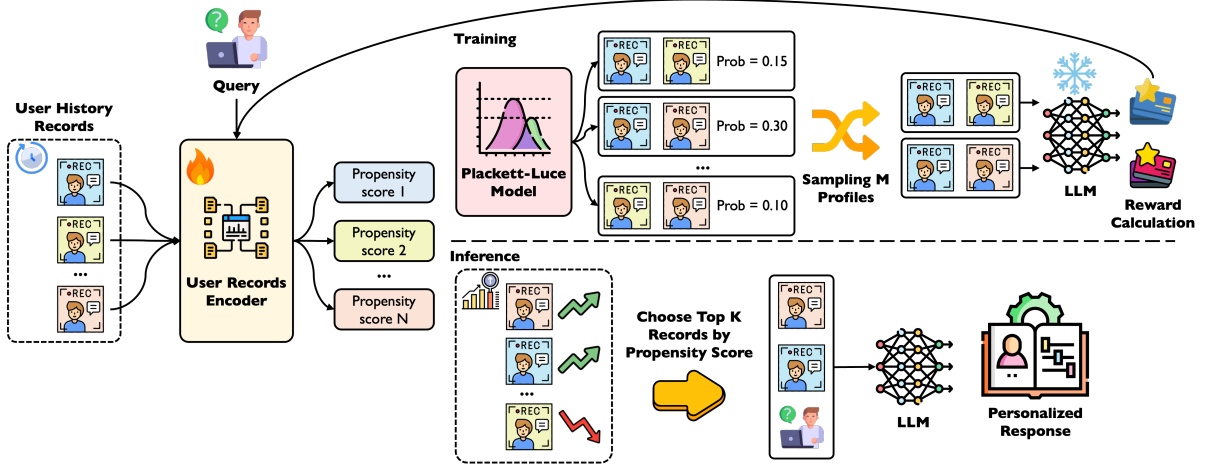 Query
User History
Records
REC
REC
...
REC
User Records
Encoder
Propensity
score 1
Propensity
score 2
...
Propensity
score N
Training
Plackett-Luce
Model
REC
REC
Prob = 0.15
REC
REC
Prob = 0.30
...
REC
REC
Prob = 0.10
Sampling M
Profiles
REC
REC
REC
REC
LLM
Reward
Calculation
Inference
REC
REC
...
REC
Choose Top K
Records by
Propensity Score
REC
REC
LLM
Personalized
Response